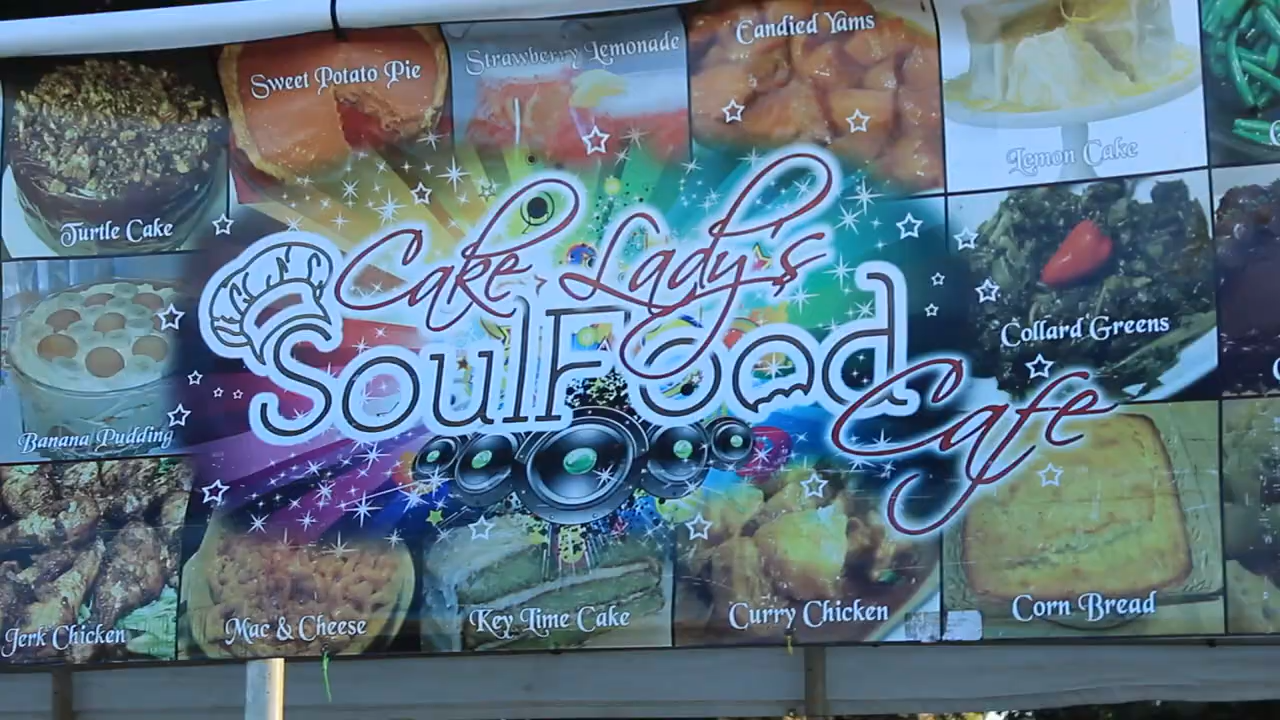 Sweet Potato Pie
Strawberry Lemonade
Candied Yams
Lemon Cake
Turtle Cake
Cake Lady's
SoulFood
Cafe
Collard Greens
Banana Pudding
Jerk Chicken
Mac & Cheese
Key Lime Cake
Curry Chicken
Corn Bread